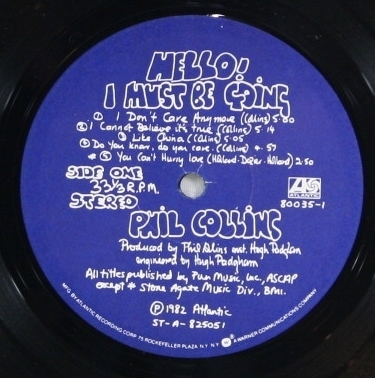 HELLO!
I MUST BE GOING
① I Don't Care Anymore (Collins) 5.00
② I Cannot Believe it's true (Collins) 5.14
③ Like China (Collins) 5.05
④ Do you know, do you care (Collins) 4.57
* ⑤ You Can't Hurry love (Holland-Dozier-Holland) 2.50
SIDE ONE
33⅓ R.P.M.
STEREO
ATLANTIC
80035-1
PHIL COLLINS
Produced by Phil Collins asst. Hugh Padgham
engineered by Hugh Padgham
All titles published by Pun Music, Inc., ASCAP
except * Stone Agate Music Div., BMI.
℗ 1982 Atlantic
ST-A-825051
MFG. BY ATLANTIC RECORDING CORP. 75 ROCKEFELLER PLAZA N.Y. N.Y. A WARNER COMMUNICATIONS COMPANY